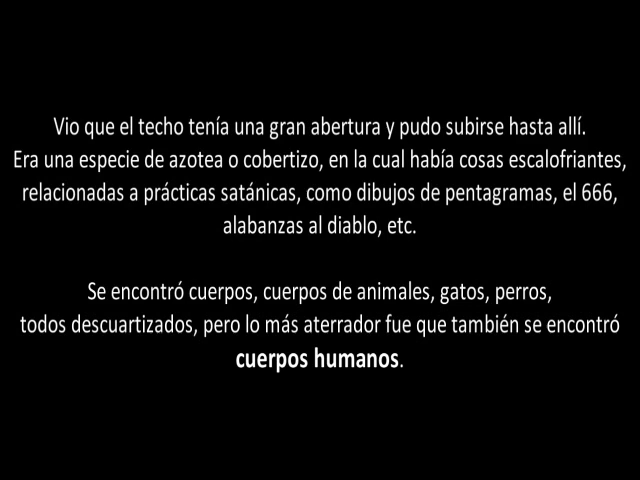 Vio que el techo tenía una gran abertura y pudo subirse hasta allí.
Era una especie de azotea o cobertizo, en la cual había cosas escalofriantes,
relacionadas a prácticas satánicas, como dibujos de pentagramas, el 666,
alabanzas al diablo, etc.
Se encontró cuerpos, cuerpos de animales, gatos, perros,
todos descuartizados, pero lo más aterrador fue que también se encontró
cuerpos humanos.